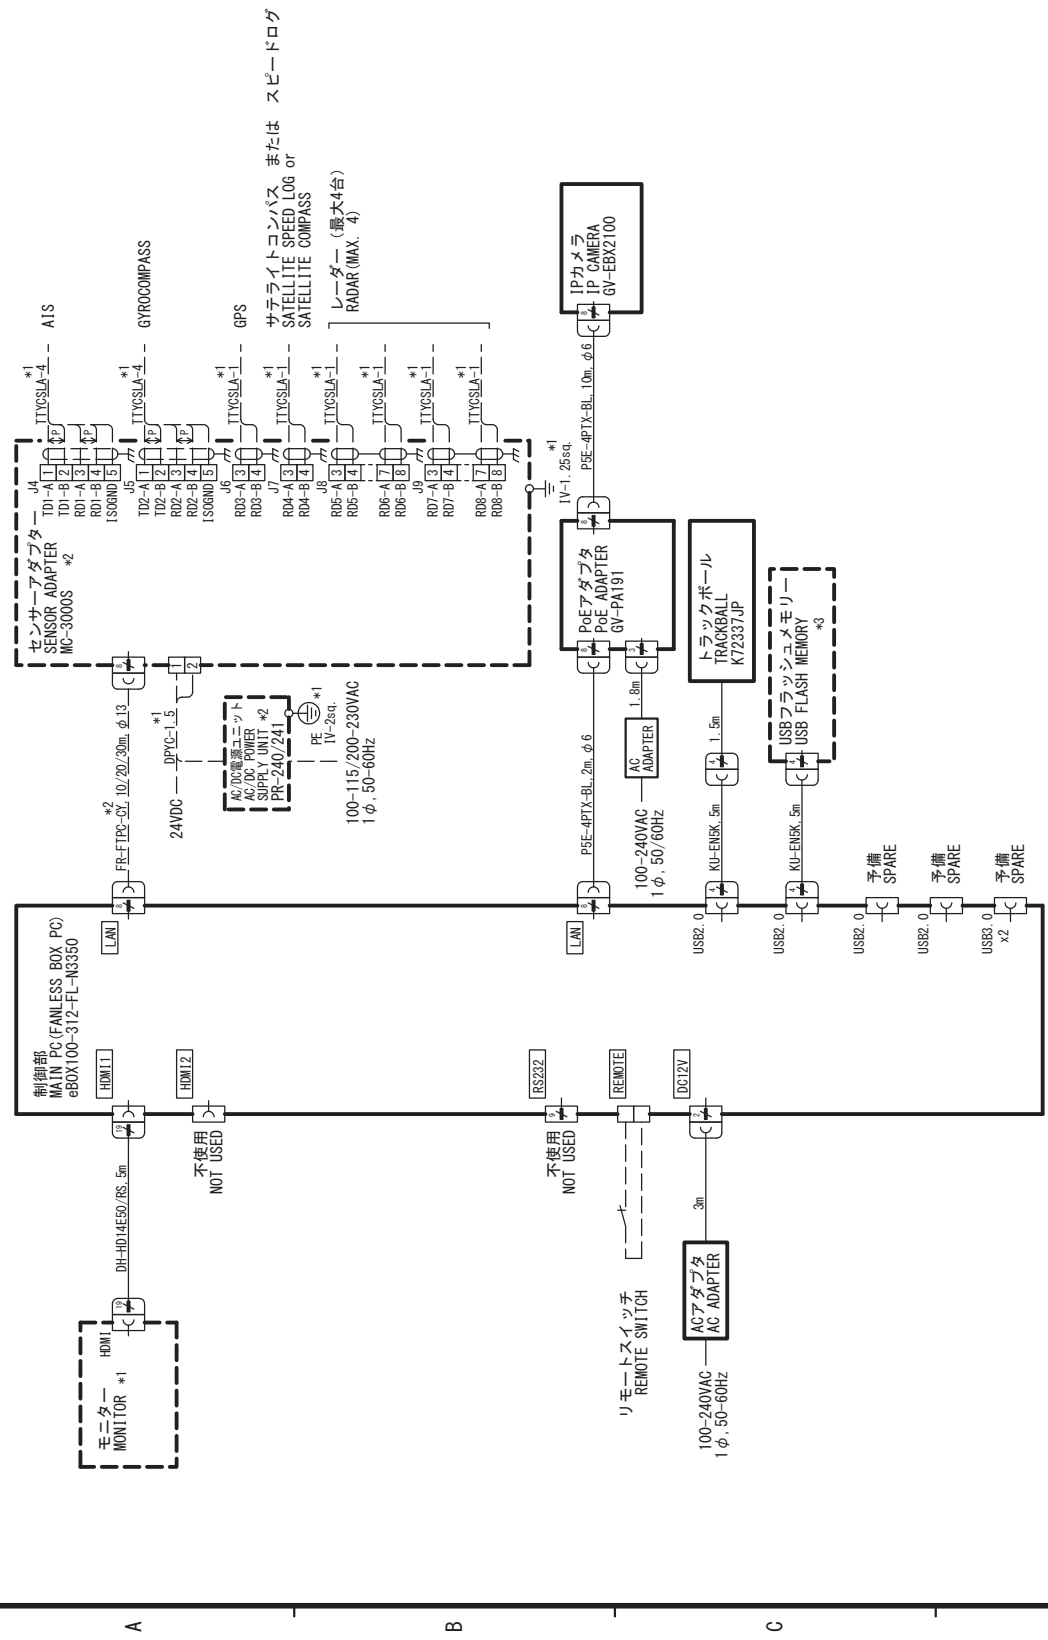 モニター
MONITOR *1
HDMI
19
DH-HD14E50/RS,5m
19
制御部
MAIN PC(FANLESS BOX PC)
eBOX100-312-FL-N3350
HDMI1
HDMI2
不使用
NOT USED
RS232
9
不使用
NOT USED
REMOTE
リモートスイッチ
REMOTE SWITCH
DC12V
2
3m
ACアダプタ
AC ADAPTER
100-240VAC
1φ,50-60Hz
LAN
8
*2
FR-FTPC-CY,10/20/30m,φ13
8
センサーアダプター
SENSOR ADAPTER
MC-3000S *2
1
2
*1
DPYC-1.5
24VDC
AC/DC電源ユニット
AC/DC POWER
SUPPLY UNIT *2
PR-240/241
*1
PE
IV-2sq.
100-115/200-230VAC
1φ,50-60Hz
J4
TD1-A 1
TD1-B 2
RD1-A 3
RD1-B 4
ISOGND 5
P
P
*1
TTYCSLA-4
AIS
J5
TD2-A 1
TD2-B 2
RD2-A 3
RD2-B 4
ISOGND 5
P
P
*1
TTYCSLA-4
GYROCOMPASS
J6
RD3-A 3
RD3-B 4
*1
TTYCSLA-1
GPS
J7
RD4-A 3
RD4-B 4
*1
TTYCSLA-1
サテライトコンパス または スピードログ
SATELLITE SPEED LOG or
SATELLITE COMPASS
J8
RD5-A 3
RD5-B 4
*1
TTYCSLA-1
RD6-A 7
RD6-B 8
*1
TTYCSLA-1
J9
RD7-A 3
RD7-B 4
*1
TTYCSLA-1
RD8-A 7
RD8-B 8
*1
TTYCSLA-1
レーダー (最大4台)
RADAR(MAX. 4)
*1
IV-1.25sq.
LAN
8
P5E-4PTX-BL,2m,φ6
8
PoEアダプタ
PoE ADAPTER
GV-PA191
3
1.8m
AC
ADAPTER
100-240VAC
1φ,50/60Hz
8
P5E-4PTX-BL,10m,φ6
8
IPカメラ
IP CAMERA
GV-EBX2100
USB2.0
4
KU-EN5K,5m
4
1.5m
トラックボール
TRACKBALL
K72337JP
USB2.0
4
KU-EN5K,5m
4
USBフラッシュメモリー
USB FLASH MEMORY
*3
USB2.0
予備
SPARE
USB2.0
予備
SPARE
USB3.0
x2
予備
SPARE
A
B
C